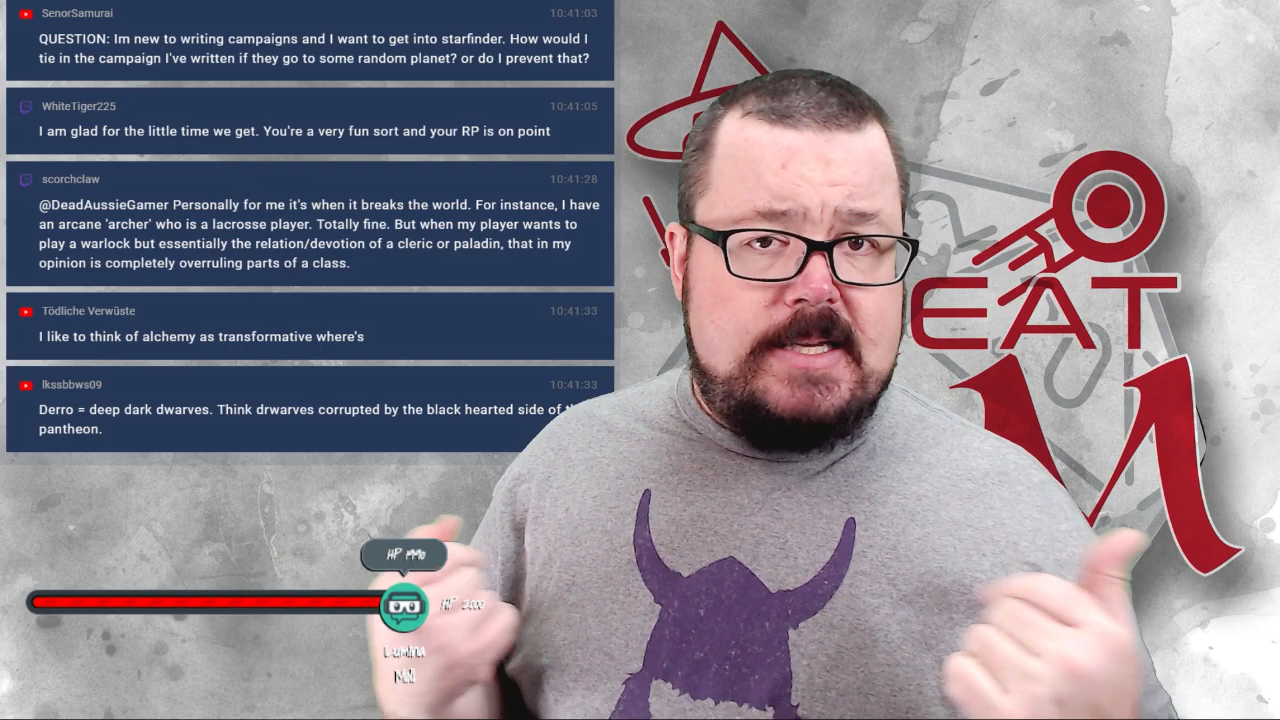 SenorSamurai 10:41:03
QUESTION: Im new to writing campaigns and I want to get into starfinder. How would I
tie in the campaign I've written if they go to some random planet? or do I prevent that?
WhiteTiger225 10:41:05
I am glad for the little time we get. You're a very fun sort and your RP is on point
scorchclaw 10:41:28
@DeadAussieGamer Personally for me it's when it breaks the world. For instance, I have
an arcane 'archer' who is a lacrosse player. Totally fine. But when my player wants to
play a warlock but essentially the relation/devotion of a cleric or paladin, that in my
opinion is completely overruling parts of a class.
Tödliche Verwüste 10:41:33
I like to think of alchemy as transformative where's
lkssbbws09 10:41:33
Derro = deep dark dwarves. Think drwarves corrupted by the black hearted side of
pantheon.
EAT
M
HP 1990
HP 2000
Lumina